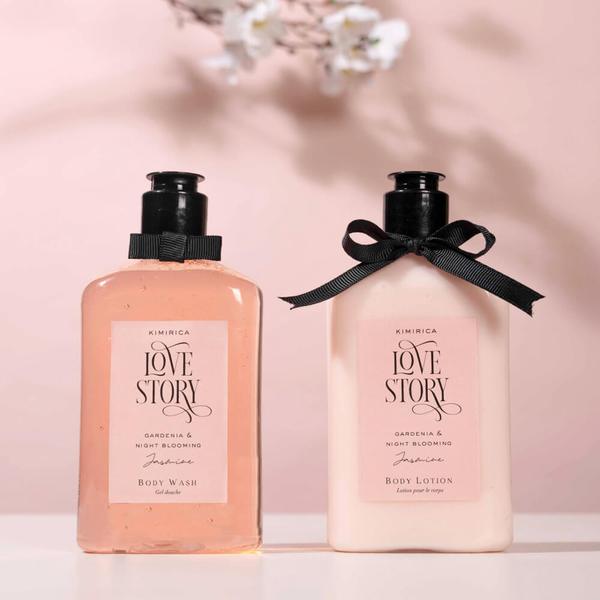 KIMIRICA
LOVE
STORY
GARDENIA &
NIGHT BLOOMING
Jasmine
BODY WASH
Gel douche
KIMIRICA
LOVE
STORY
GARDENIA &
NIGHT BLOOMING
Jasmine
BODY LOTION
Lotion pour le corps